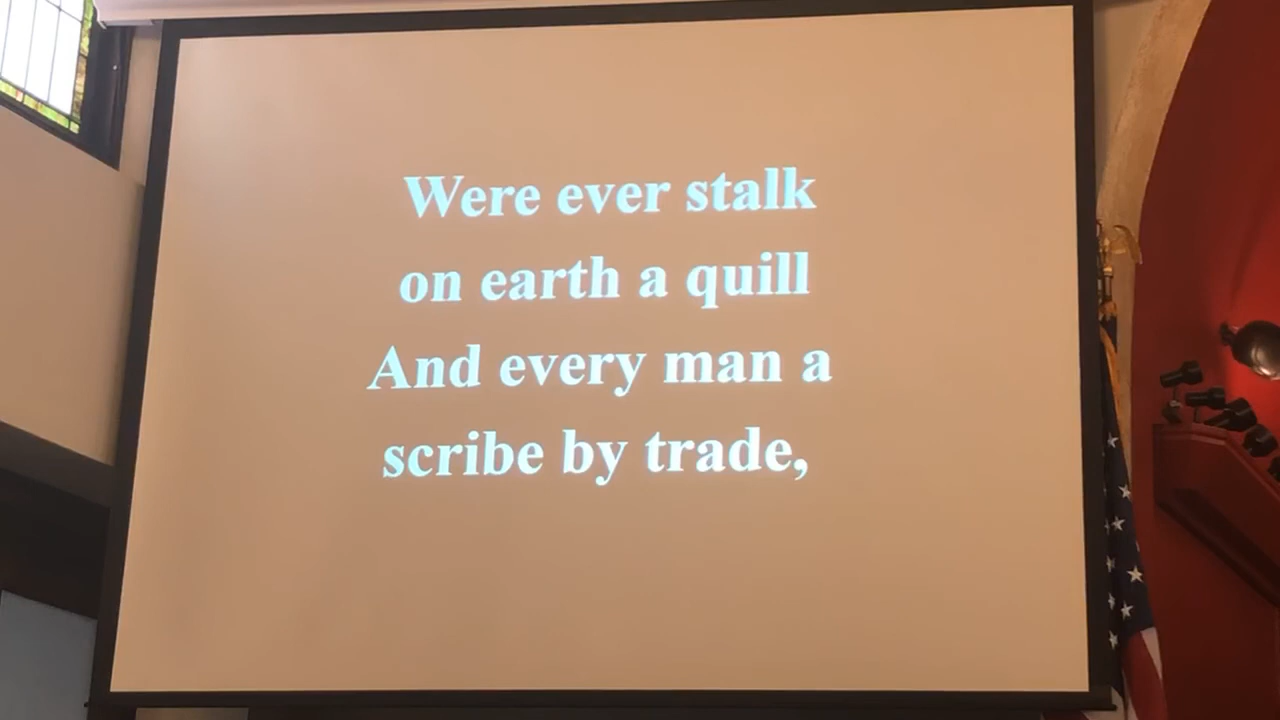 Were ever stalk
on earth a quill
And every man a
scribe by trade,